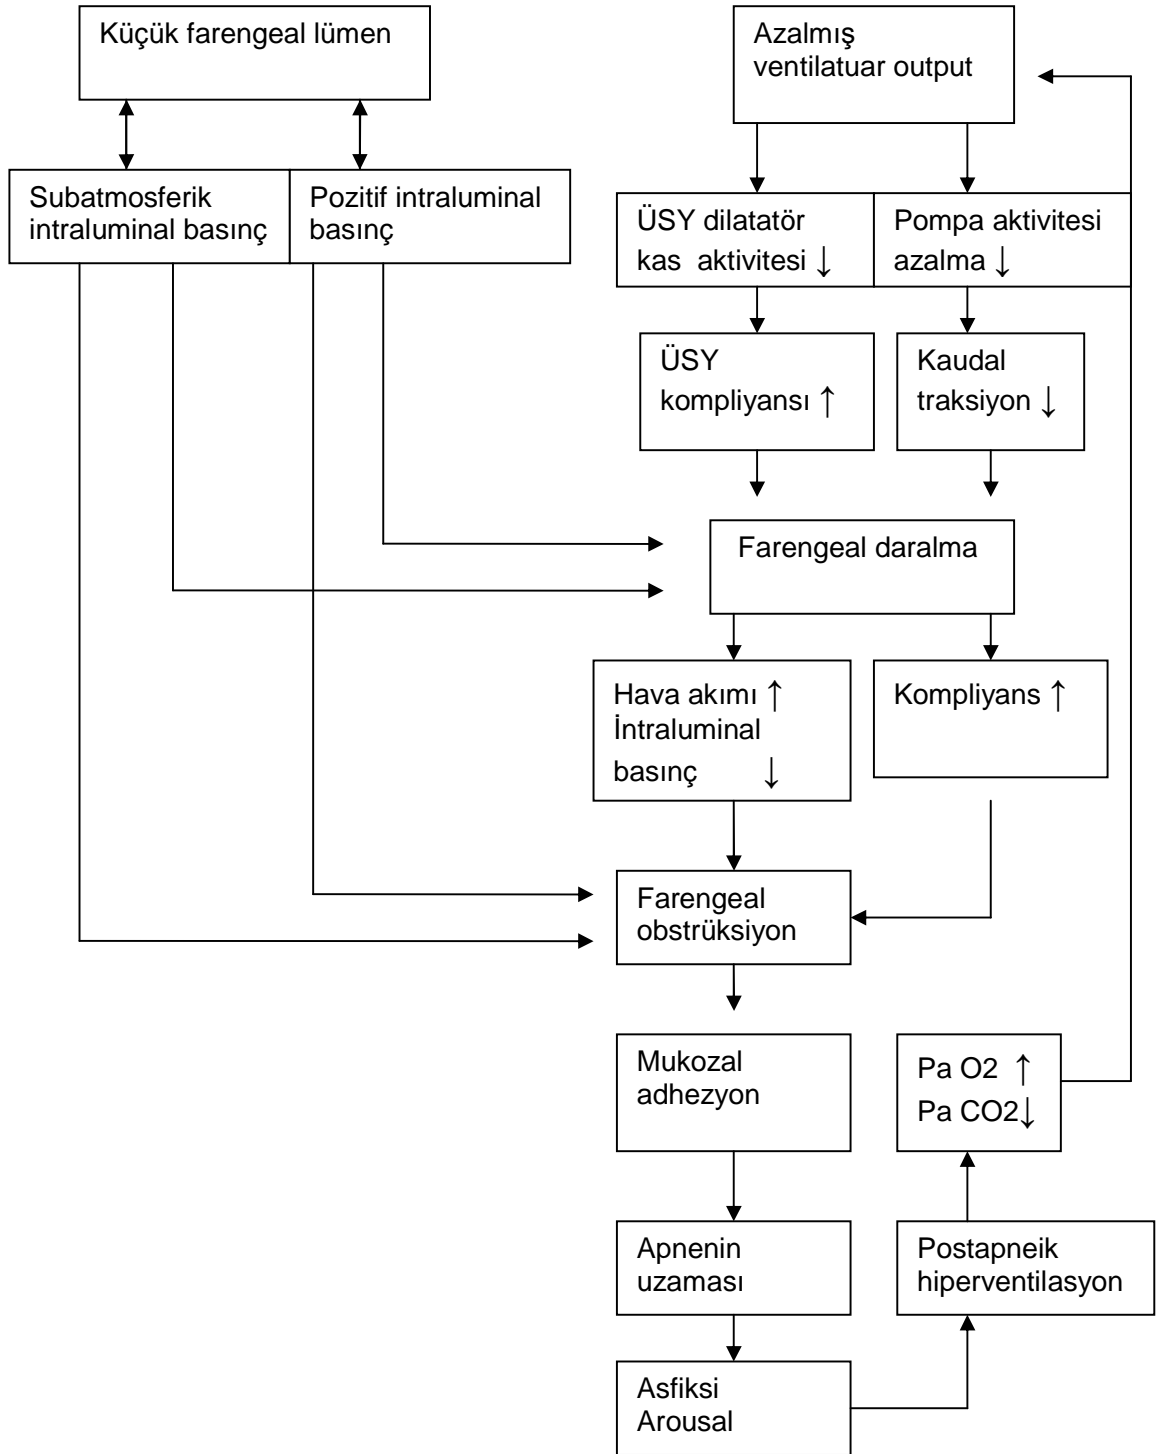 Küçük farengeal lümen
Azalmış
ventilatuar output
Subatmosferik
intraluminal basınç
Pozitif intraluminal
basınç
ÜSY dilatatör
kas aktivitesi ↓
Pompa aktivitesi
azalma ↓
ÜSY
kompliyansı ↑
Kaudal
traksiyon ↓
Farengeal daralma
Hava akımı ↑
İntraluminal
basınç ↓
Kompliyans ↑
Farengeal
obstrüksiyon
Mukozal
adhezyon
Pa O2 ↑
Pa CO2↓
Apnenin
uzaması
Postapneik
hiperventilasyon
Asfiksi
Arousal